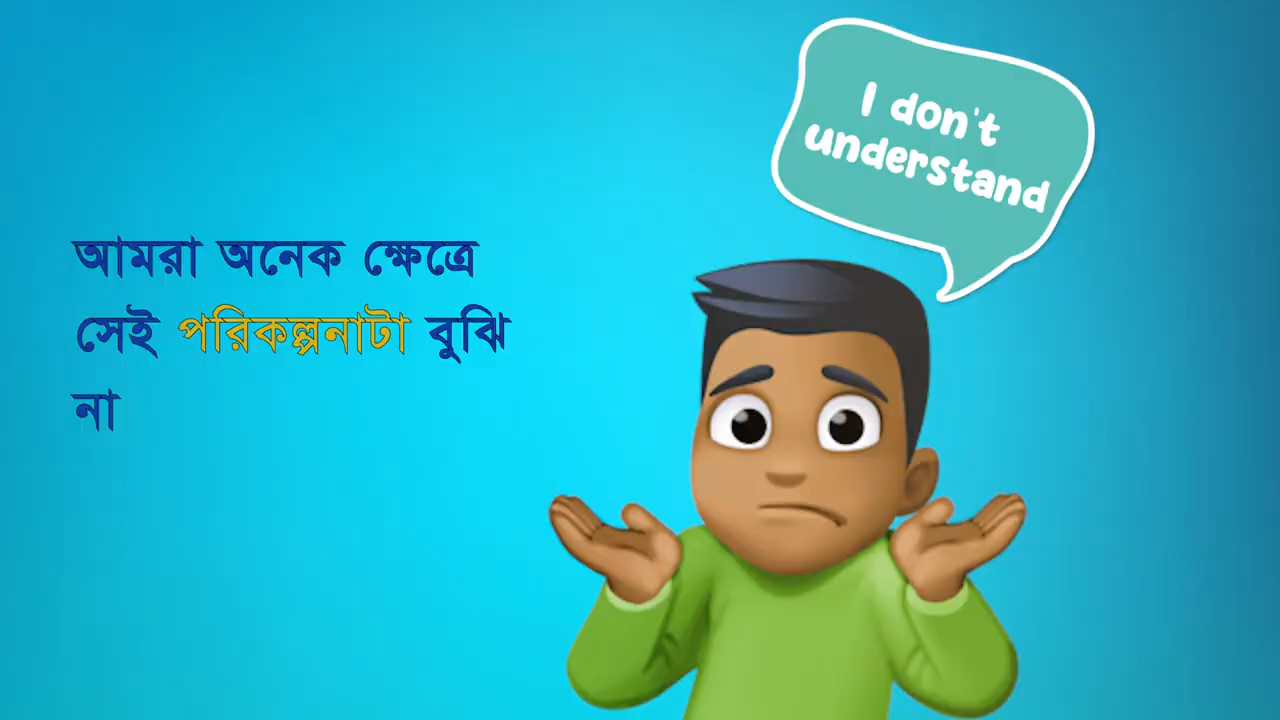 I don't
understand
আমরা অনেক ক্ষেত্রে
সেই পরিকল্পনাটা বুঝি
না